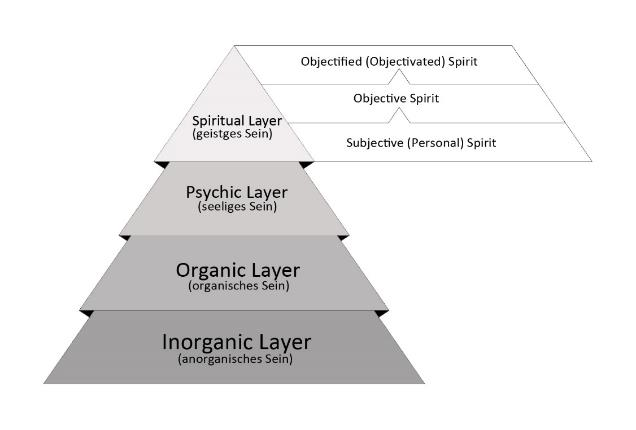 Objectified (Objectivated) Spirit
Objective Spirit
Subjective (Personal) Spirit
Spiritual Layer
(geistges Sein)
Psychic Layer
(seeliges Sein)
Organic Layer
(organisches Sein)
Inorganic Layer
(anorganisches Sein)